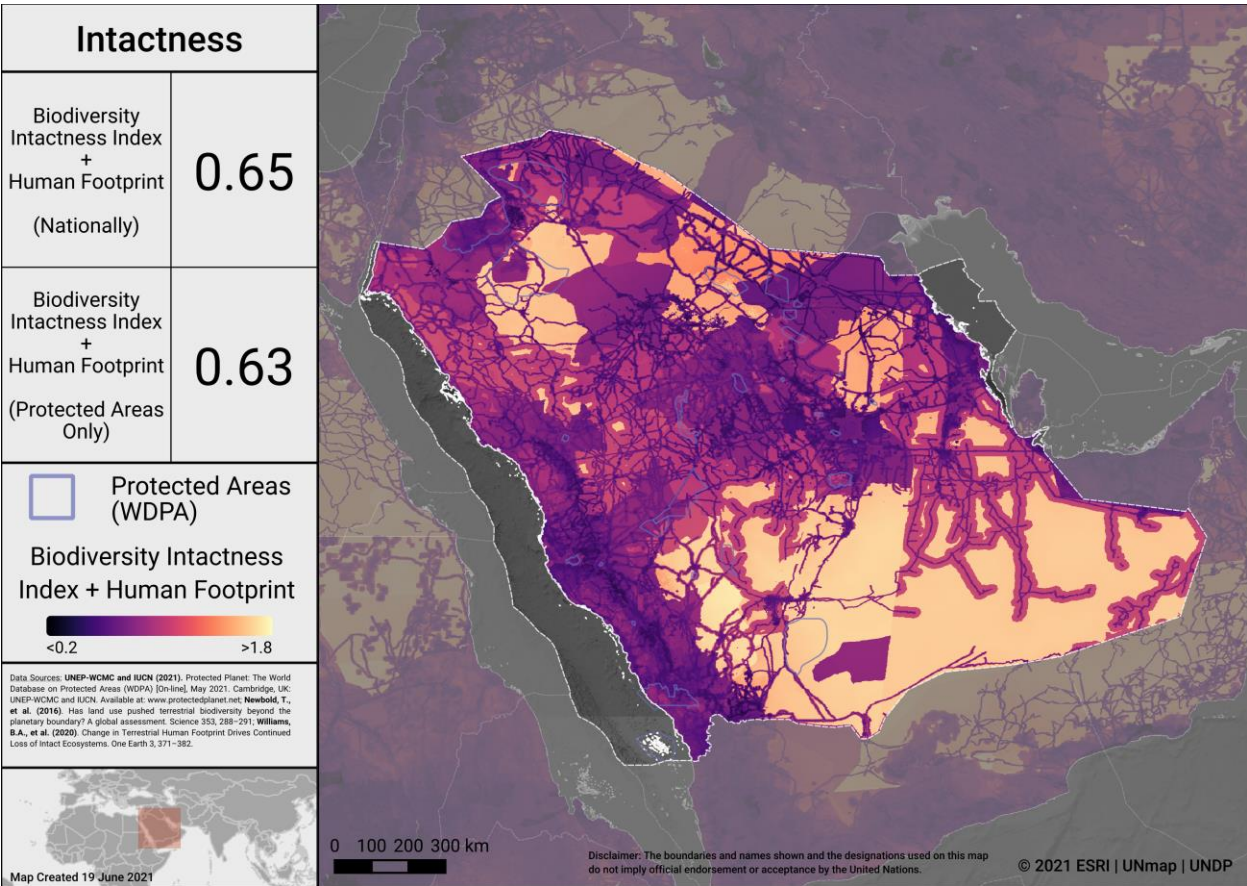 Intactness
Biodiversity
Intactness Index
+
Human Footprint
(Nationally)
0.65
Biodiversity
Intactness Index
+
Human Footprint
(Protected Areas
Only)
0.63
Protected Areas
(WDPA)
Biodiversity Intactness
Index + Human Footprint
<0.2
>1.8
Data Sources: UNEP-WCMC and IUCN (2021). Protected Planet: The World
Database on Protected Areas (WDPA) [On-line], May 2021. Cambridge, UK:
UNEP-WCMC and IUCN. Available at: www.protectedplanet.net; Newbold, T.,
et al. (2016). Has land use pushed terrestrial biodiversity beyond the
planetary boundary? A global assessment. Science 353, 288–291; Williams,
B.A., et al. (2020). Change in Terrestrial Human Footprint Drives Continued
Loss of Intact Ecosystems. One Earth 3, 371–382.
Map Created 19 June 2021
0 100 200 300 km
Disclaimer: The boundaries and names shown and the designations used on this map
do not imply official endorsement or acceptance by the United Nations.
© 2021 ESRI | UNmap | UNDP